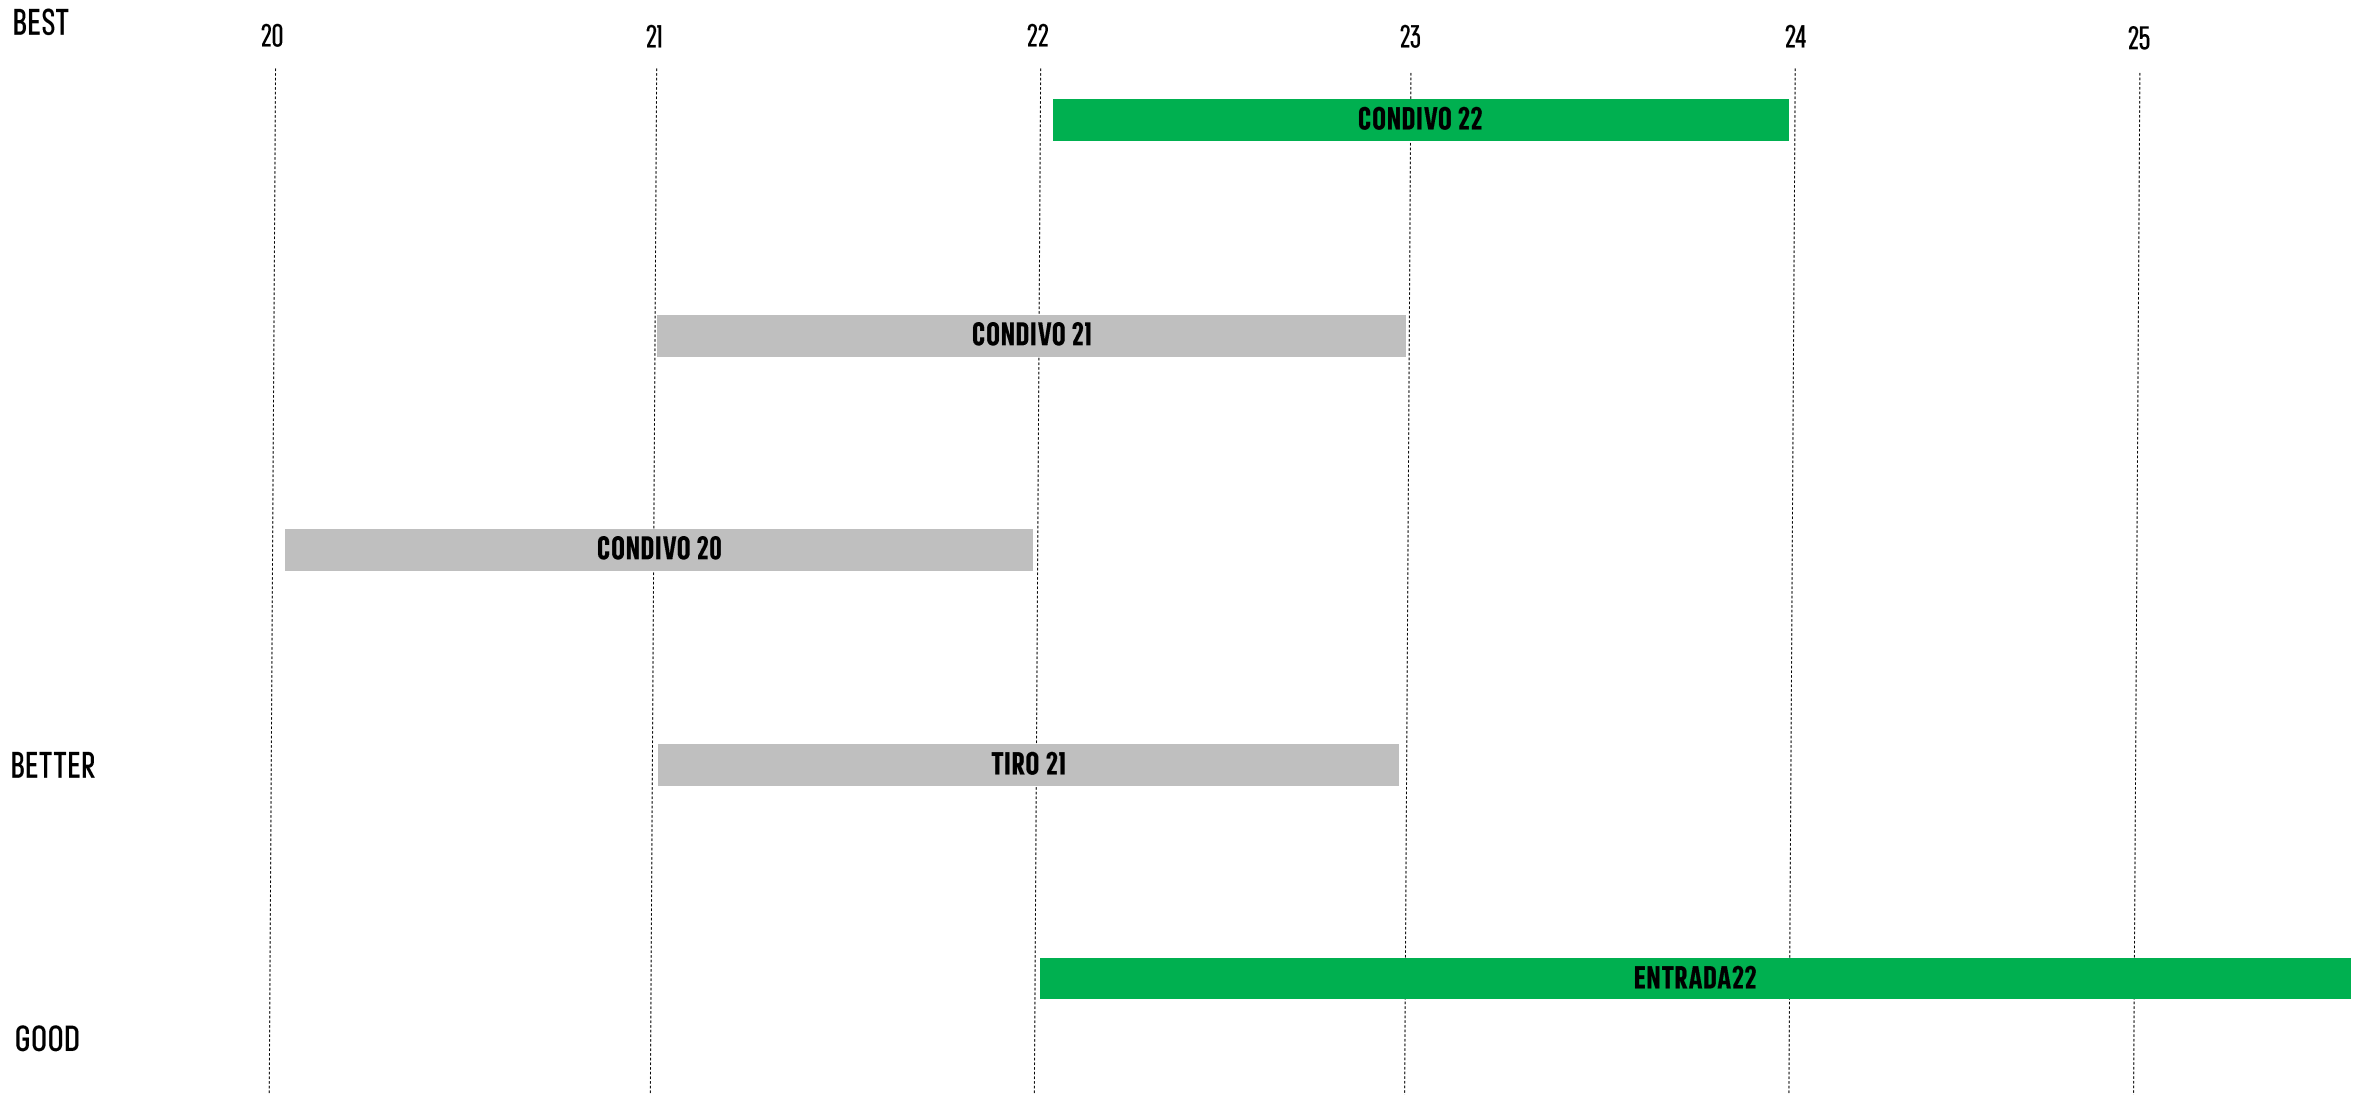 BEST
20 21 22 23 24 25
CONDIVO 22
CONDIVO 21
CONDIVO 20
BETTER
TIRO 21
ENTRADA22
GOOD